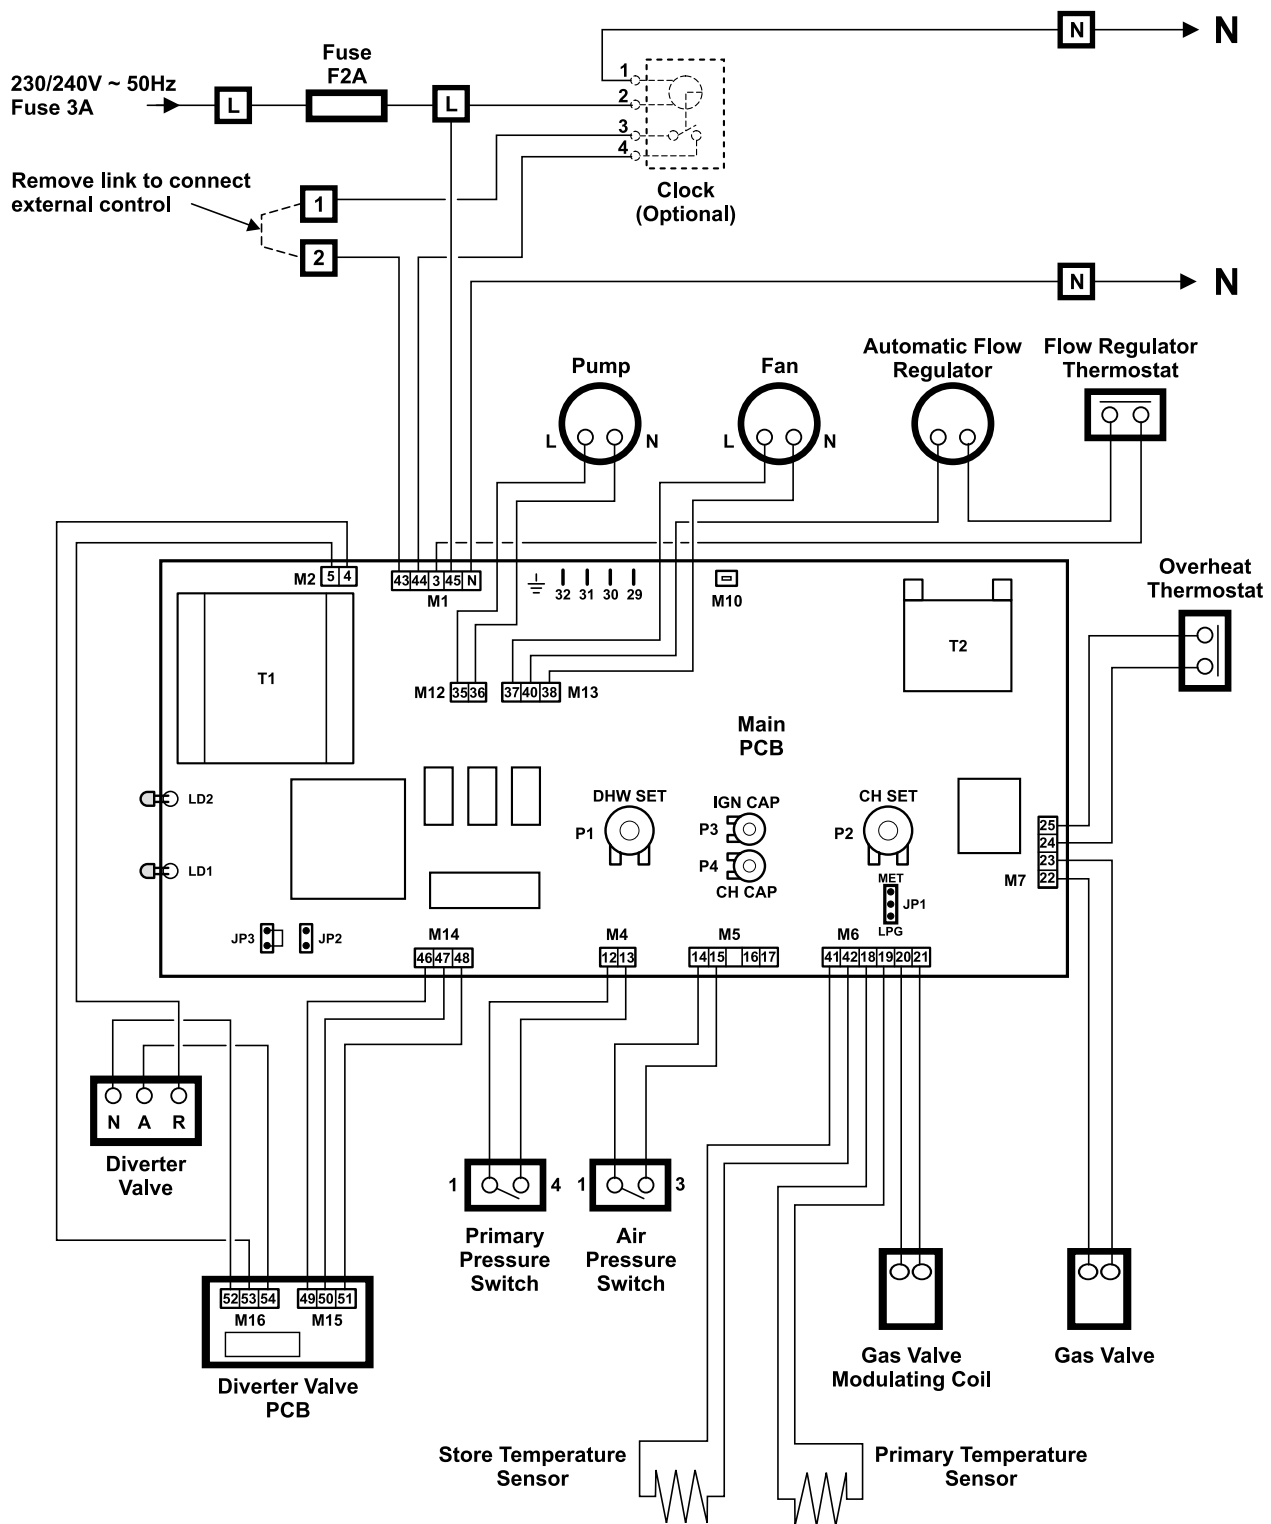 N
N
Fuse
F2A
230/240V ~ 50Hz
Fuse 3A
L
L
1
2
3
4
Clock
(Optional)
Remove link to connect
external control
1
2
N
N
Pump
L N
Fan
L N
Automatic Flow
Regulator
Flow Regulator
Thermostat
Overheat
Thermostat
M2 5 4
43 44 3 45 N
M1
32 31 30 29
M10
T1
T2
M12 35 36
37 40 38 M13
Main
PCB
LD2
LD1
DHW SET
P1
IGN CAP
P3
P4
CH CAP
CH SET
P2
MET
JP1
LPG
25
24
23
22
M7
JP3
JP2
M14
46 47 48
M4
12 13
M5
14 15 16 17
M6
41 42 18 19 20 21
N A R
Diverter
Valve
1 4
Primary
Pressure
Switch
1 3
Air
Pressure
Switch
52 53 54
M16
49 50 51
M15
Diverter Valve
PCB
Gas Valve
Modulating Coil
Gas Valve
Store Temperature
Sensor
Primary Temperature
Sensor